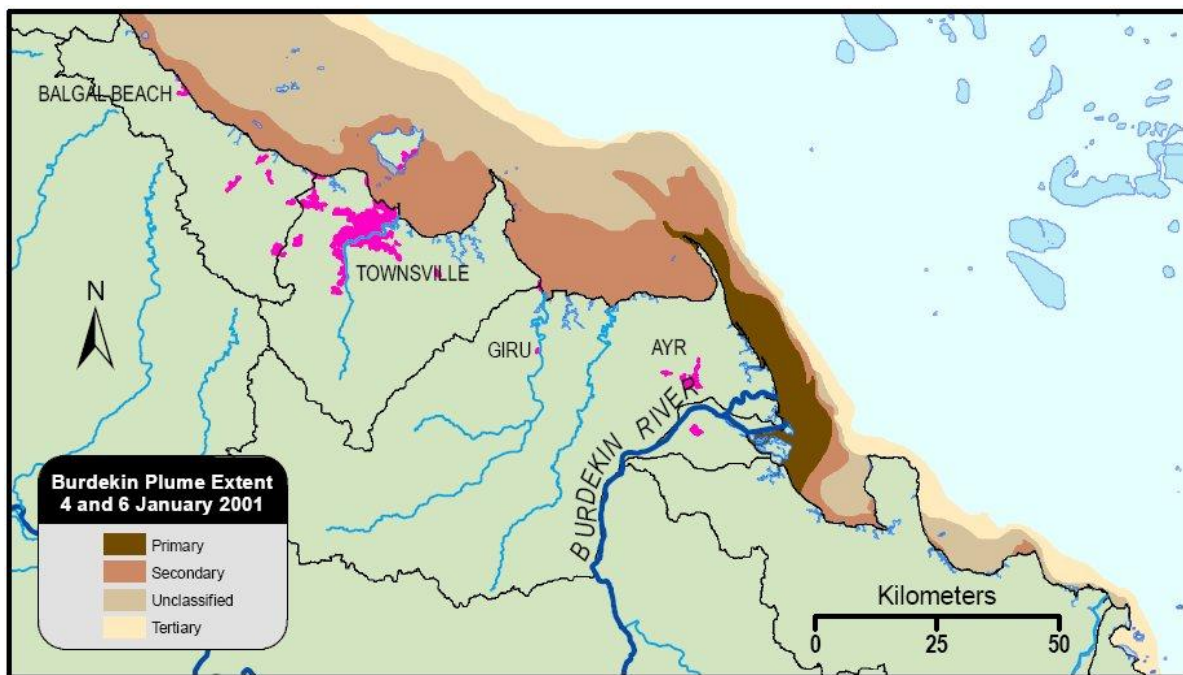 BALGAL BEACH
TOWNSVILLE
N
GIRU
AYR
BURDEKIN RIVER
Burdekin Plume Extent
4 and 6 January 2001
Primary
Secondary
Unclassified
Tertiary
Kilometers
0 25 50